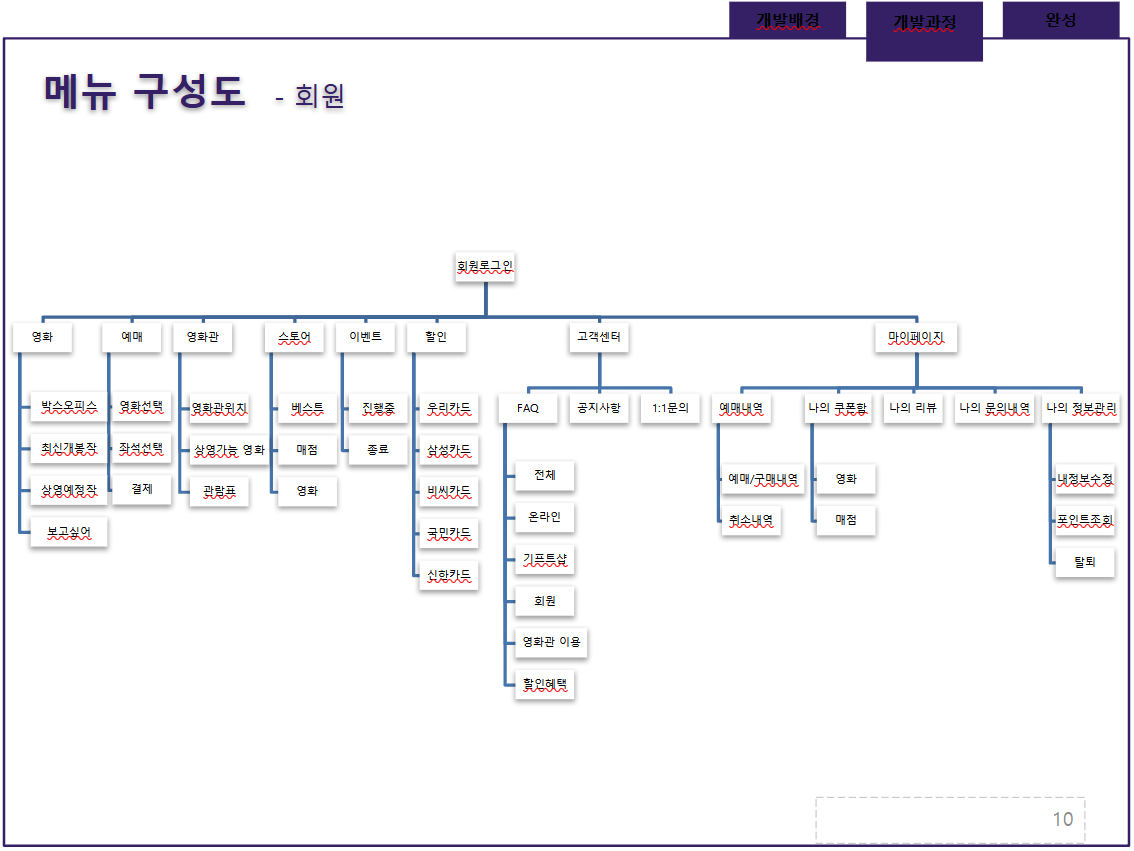 개발배경
개발과정
완성
메뉴 구성도 - 회원
회원로그인
영화
예매
영화관
스토어
이벤트
할인
고객센터
마이페이지
박스오피스
최신개봉작
상영예정작
보고싶어
영화선택
좌석선택
결제
영화관위치
상영가능 영화
관람표
베스트
매점
영화
진행중
종료
우리카드
삼성카드
비씨카드
국민카드
신한카드
FAQ
공지사항
1:1문의
전체
온라인
기프트샵
회원
영화관 이용
할인혜택
예매내역
나의 쿠폰함
나의 리뷰
나의 문의내역
나의 정보관리
예매/구매내역
취소내역
영화
매점
내정보수정
포인트조회
탈퇴
10